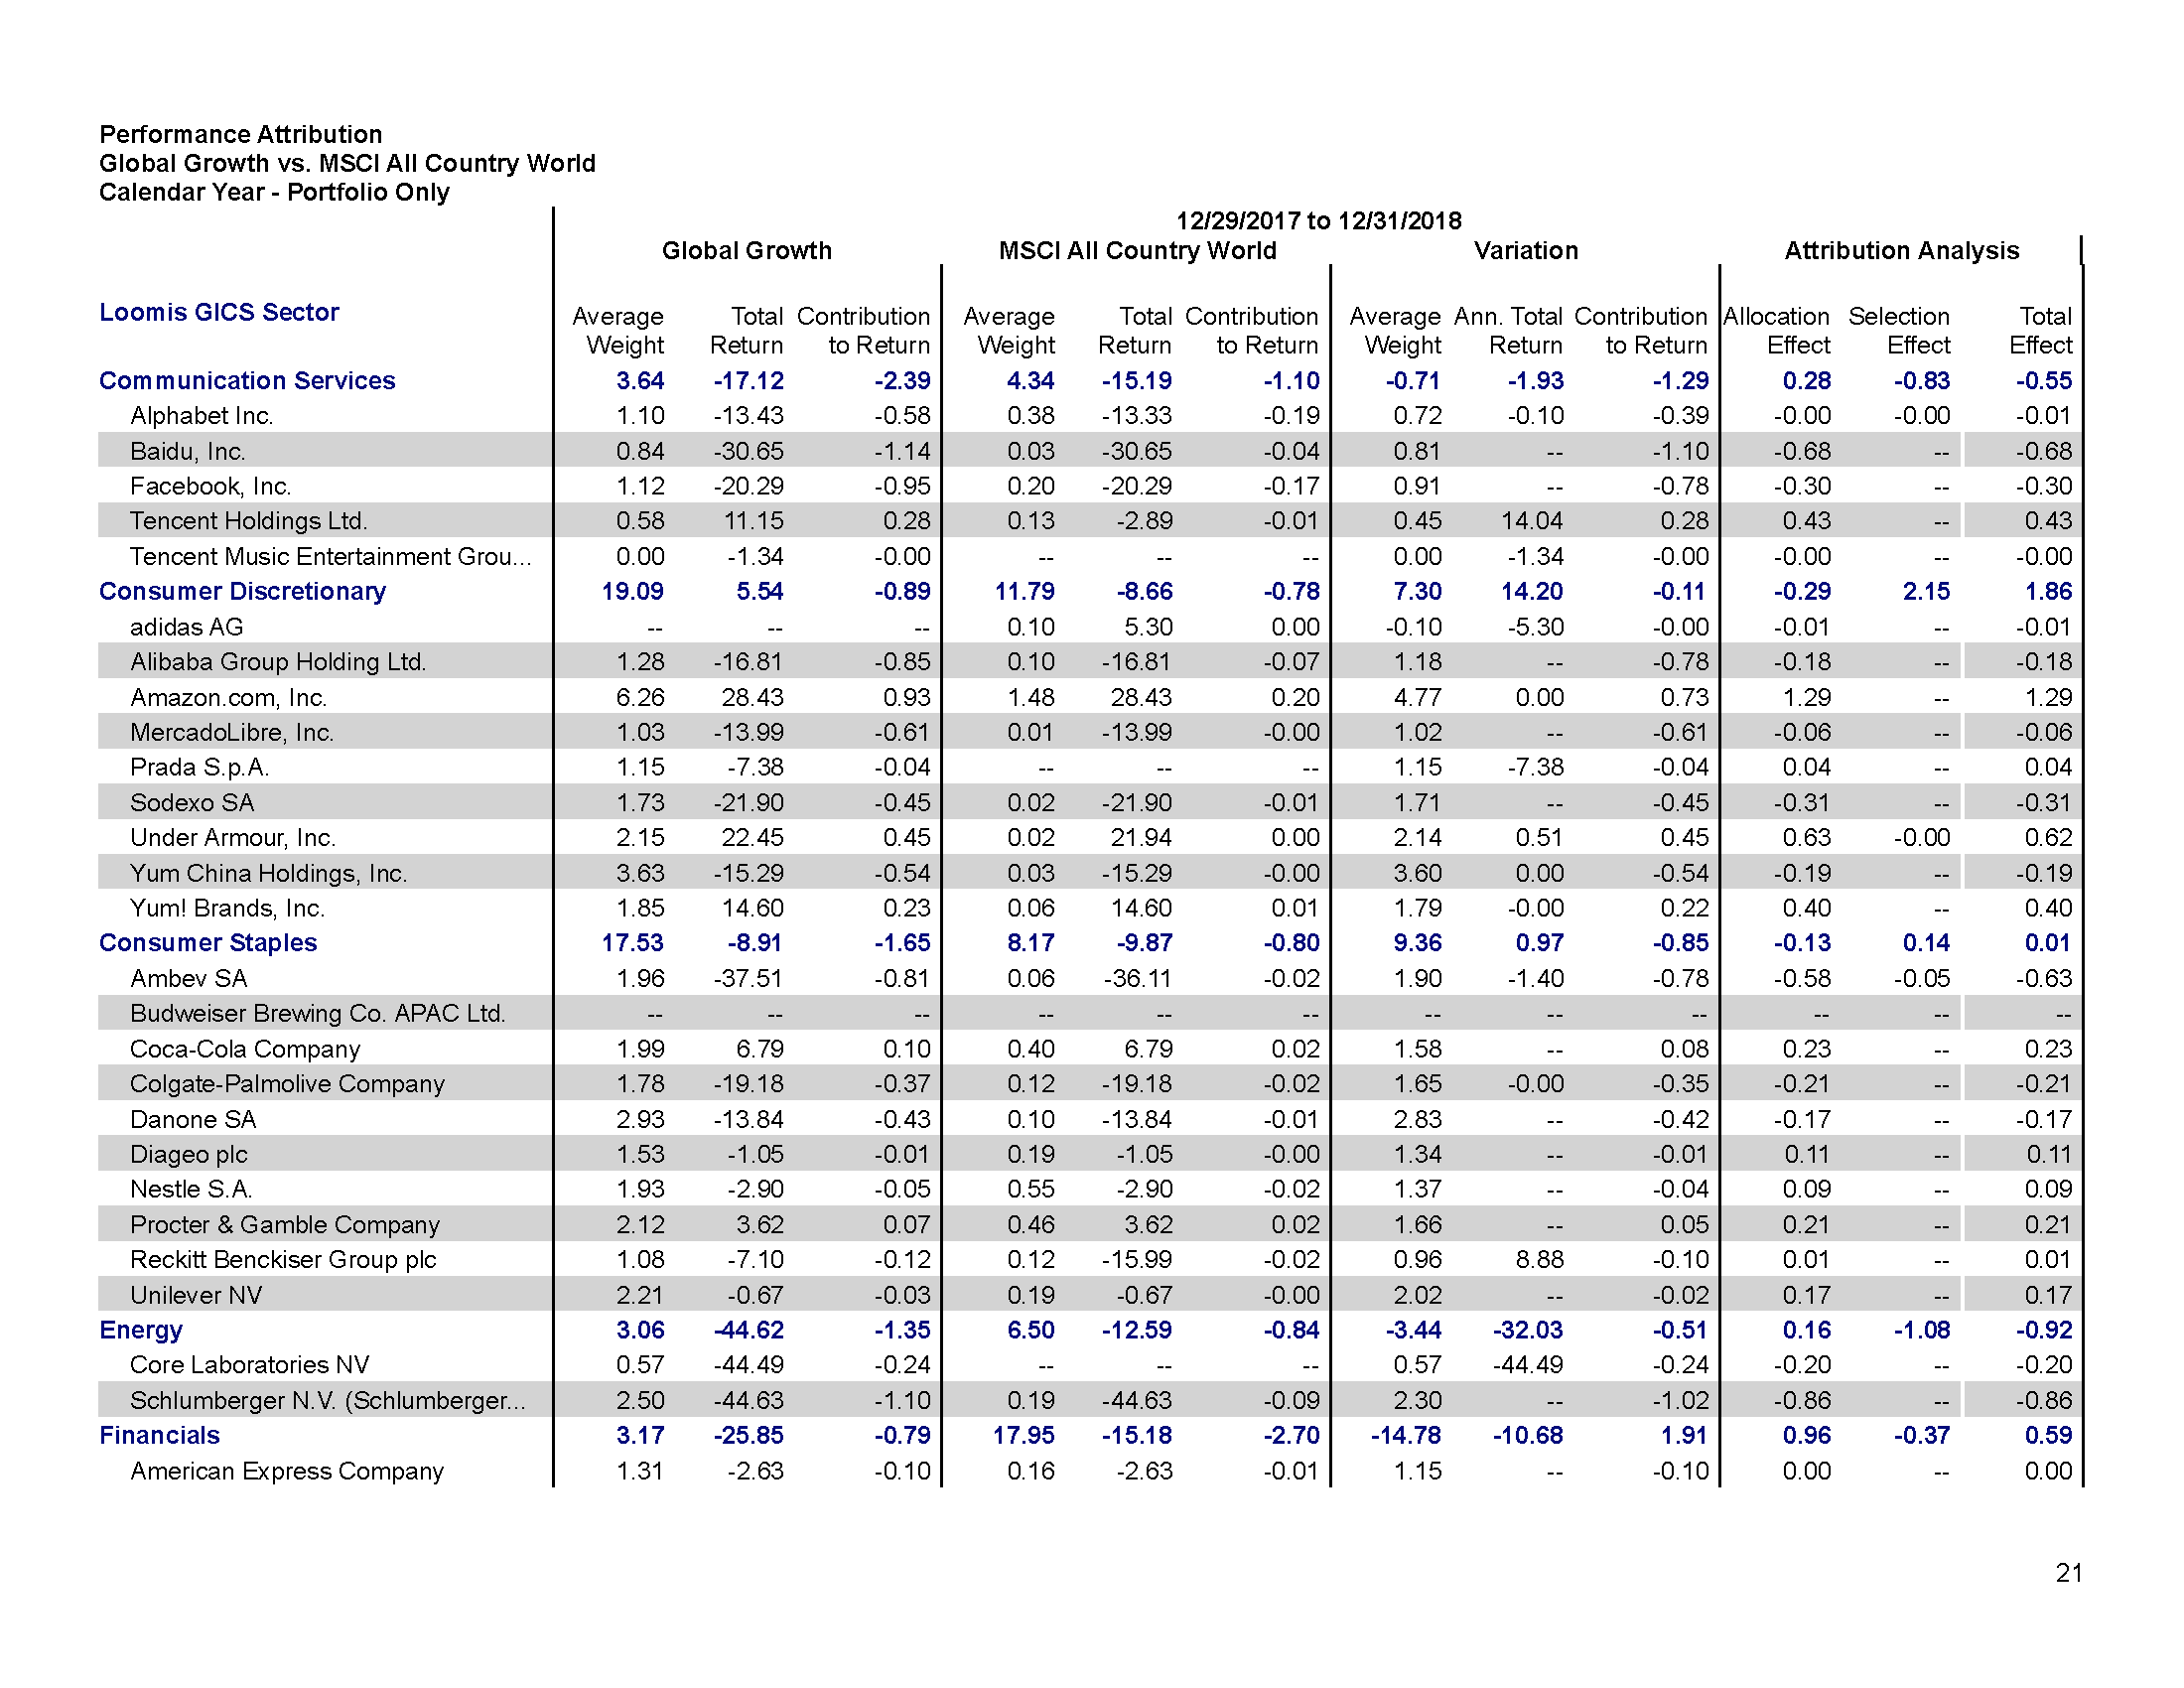 Performance Attribution
Global Growth vs. MSCI All Country World
Calendar Year - Portfolio Only
12/29/2017 to 12/31/2018
Global Growth MSCI All Country World Variation Attribution Analysis
Loomis GICS Sector Average Total Contribution Average Total Contribution Average Ann. Total Contribution Allocation Selection Total
Weight Return to Return Weight Return to Return Weight Return to Return Effect Effect Effect
Communication Services 3.64 -17.12 -2.39 4.34 -15.19 -1.10 -0.71 -1.93 -1.29 0.28 -0.83 -0.55
Alphabet Inc. 1.10 -13.43 -0.58 0.38 -13.33 -0.19 0.72 -0.10 -0.39 -0.00 -0.00 -0.01
Baidu, Inc. 0.84 -30.65 -1.14 0.03 -30.65 -0.04 0.81 -- -1.10 -0.68 -- -0.68
Facebook, Inc. 1.12 -20.29 -0.95 0.20 -20.29 -0.17 0.91 -- -0.78 -0.30 -- -0.30
Tencent Holdings Ltd. 0.58 11.15 0.28 0.13 -2.89 -0.01 0.45 14.04 0.28 0.43 -- 0.43
Tencent Music Entertainment Grou... 0.00 -1.34 -0.00 -- -- -- 0.00 -1.34 -0.00 -0.00 -- -0.00
Consumer Discretionary 19.09 5.54 -0.89 11.79 -8.66 -0.78 7.30 14.20 -0.11 -0.29 2.15 1.86
adidas AG -- -- -- 0.10 5.30 0.00 -0.10 -5.30 -0.00 -0.01 -- -0.01
Alibaba Group Holding Ltd. 1.28 -16.81 -0.85 0.10 -16.81 -0.07 1.18 -- -0.78 -0.18 -- -0.18
Amazon.com, Inc. 6.26 28.43 0.93 1.48 28.43 0.20 4.77 0.00 0.73 1.29 -- 1.29
MercadoLibre, Inc. 1.03 -13.99 -0.61 0.01 -13.99 -0.00 1.02 -- -0.61 -0.06 -- -0.06
Prada S.p.A. 1.15 -7.38 -0.04 -- -- -- 1.15 -7.38 -0.04 0.04 -- 0.04
Sodexo SA 1.73 -21.90 -0.45 0.02 -21.90 -0.01 1.71 -- -0.45 -0.31 -- -0.31
Under Armour, Inc. 2.15 22.45 0.45 0.02 21.94 0.00 2.14 0.51 0.45 0.63 -0.00 0.62
Yum China Holdings, Inc. 3.63 -15.29 -0.54 0.03 -15.29 -0.00 3.60 0.00 -0.54 -0.19 -- -0.19
Yum! Brands, Inc. 1.85 14.60 0.23 0.06 14.60 0.01 1.79 -0.00 0.22 0.40 -- 0.40
Consumer Staples 17.53 -8.91 -1.65 8.17 -9.87 -0.80 9.36 0.97 -0.85 -0.13 0.14 0.01
Ambev SA 1.96 -37.51 -0.81 0.06 -36.11 -0.02 1.90 -1.40 -0.78 -0.58 -0.05 -0.63
Budweiser Brewing Co. APAC Ltd. -- -- -- -- -- -- -- -- -- -- -- --
Coca-Cola Company 1.99 6.79 0.10 0.40 6.79 0.02 1.58 -- 0.08 0.23 -- 0.23
Colgate-Palmolive Company 1.78 -19.18 -0.37 0.12 -19.18 -0.02 1.65 -0.00 -0.35 -0.21 -- -0.21
Danone SA 2.93 -13.84 -0.43 0.10 -13.84 -0.01 2.83 -- -0.42 -0.17 -- -0.17
Diageo plc 1.53 -1.05 -0.01 0.19 -1.05 -0.00 1.34 -- -0.01 0.11 -- 0.11
Nestle S.A. 1.93 -2.90 -0.05 0.55 -2.90 -0.02 1.37 -- -0.04 0.09 -- 0.09
Procter & Gamble Company 2.12 3.62 0.07 0.46 3.62 0.02 1.66 -- 0.05 0.21 -- 0.21
Reckitt Benckiser Group plc 1.08 -7.10 -0.12 0.12 -15.99 -0.02 0.96 8.88 -0.10 0.01 -- 0.01
Unilever NV 2.21 -0.67 -0.03 0.19 -0.67 -0.00 2.02 -- -0.02 0.17 -- 0.17
Energy 3.06 -44.62 -1.35 6.50 -12.59 -0.84 -3.44 -32.03 -0.51 0.16 -1.08 -0.92
Core Laboratories NV 0.57 -44.49 -0.24 -- -- -- 0.57 -44.49 -0.24 -0.20 -- -0.20
Schlumberger N.V. (Schlumberger... 2.50 -44.63 -1.10 0.19 -44.63 -0.09 2.30 -- -1.02 -0.86 -- -0.86
Financials 3.17 -25.85 -0.79 17.95 -15.18 -2.70 -14.78 -10.68 1.91 0.96 -0.37 0.59
American Express Company 1.31 -2.63 -0.10 0.16 -2.63 -0.01 1.15 -- -0.10 0.00 -- 0.00
21